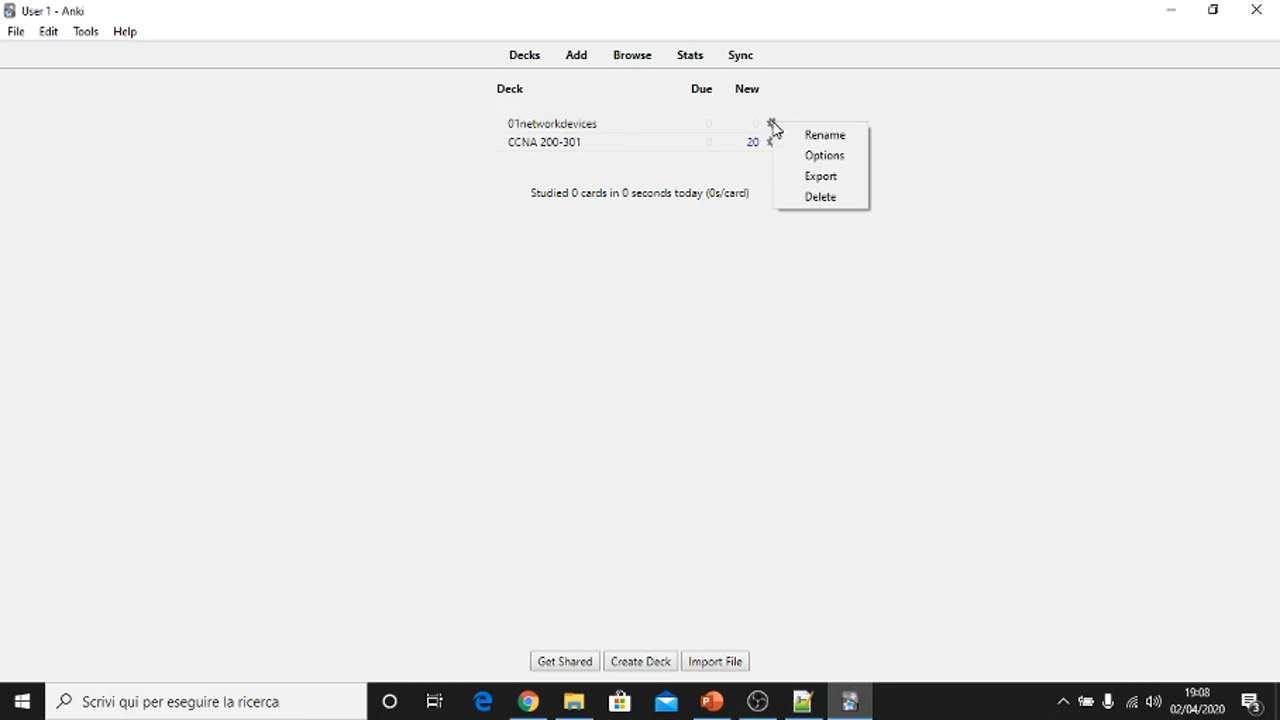 User 1 - Anki
File Edit Tools Help
Decks Add Browse Stats Sync
Deck Due New
01networkdevices 0 0
CCNA 200-301 0 20
Rename
Options
Export
Delete
Studied 0 cards in 0 seconds today (0s/card)
Get Shared Create Deck Import File
Scrivi qui per eseguire la ricerca
19:08
02/04/2020
3